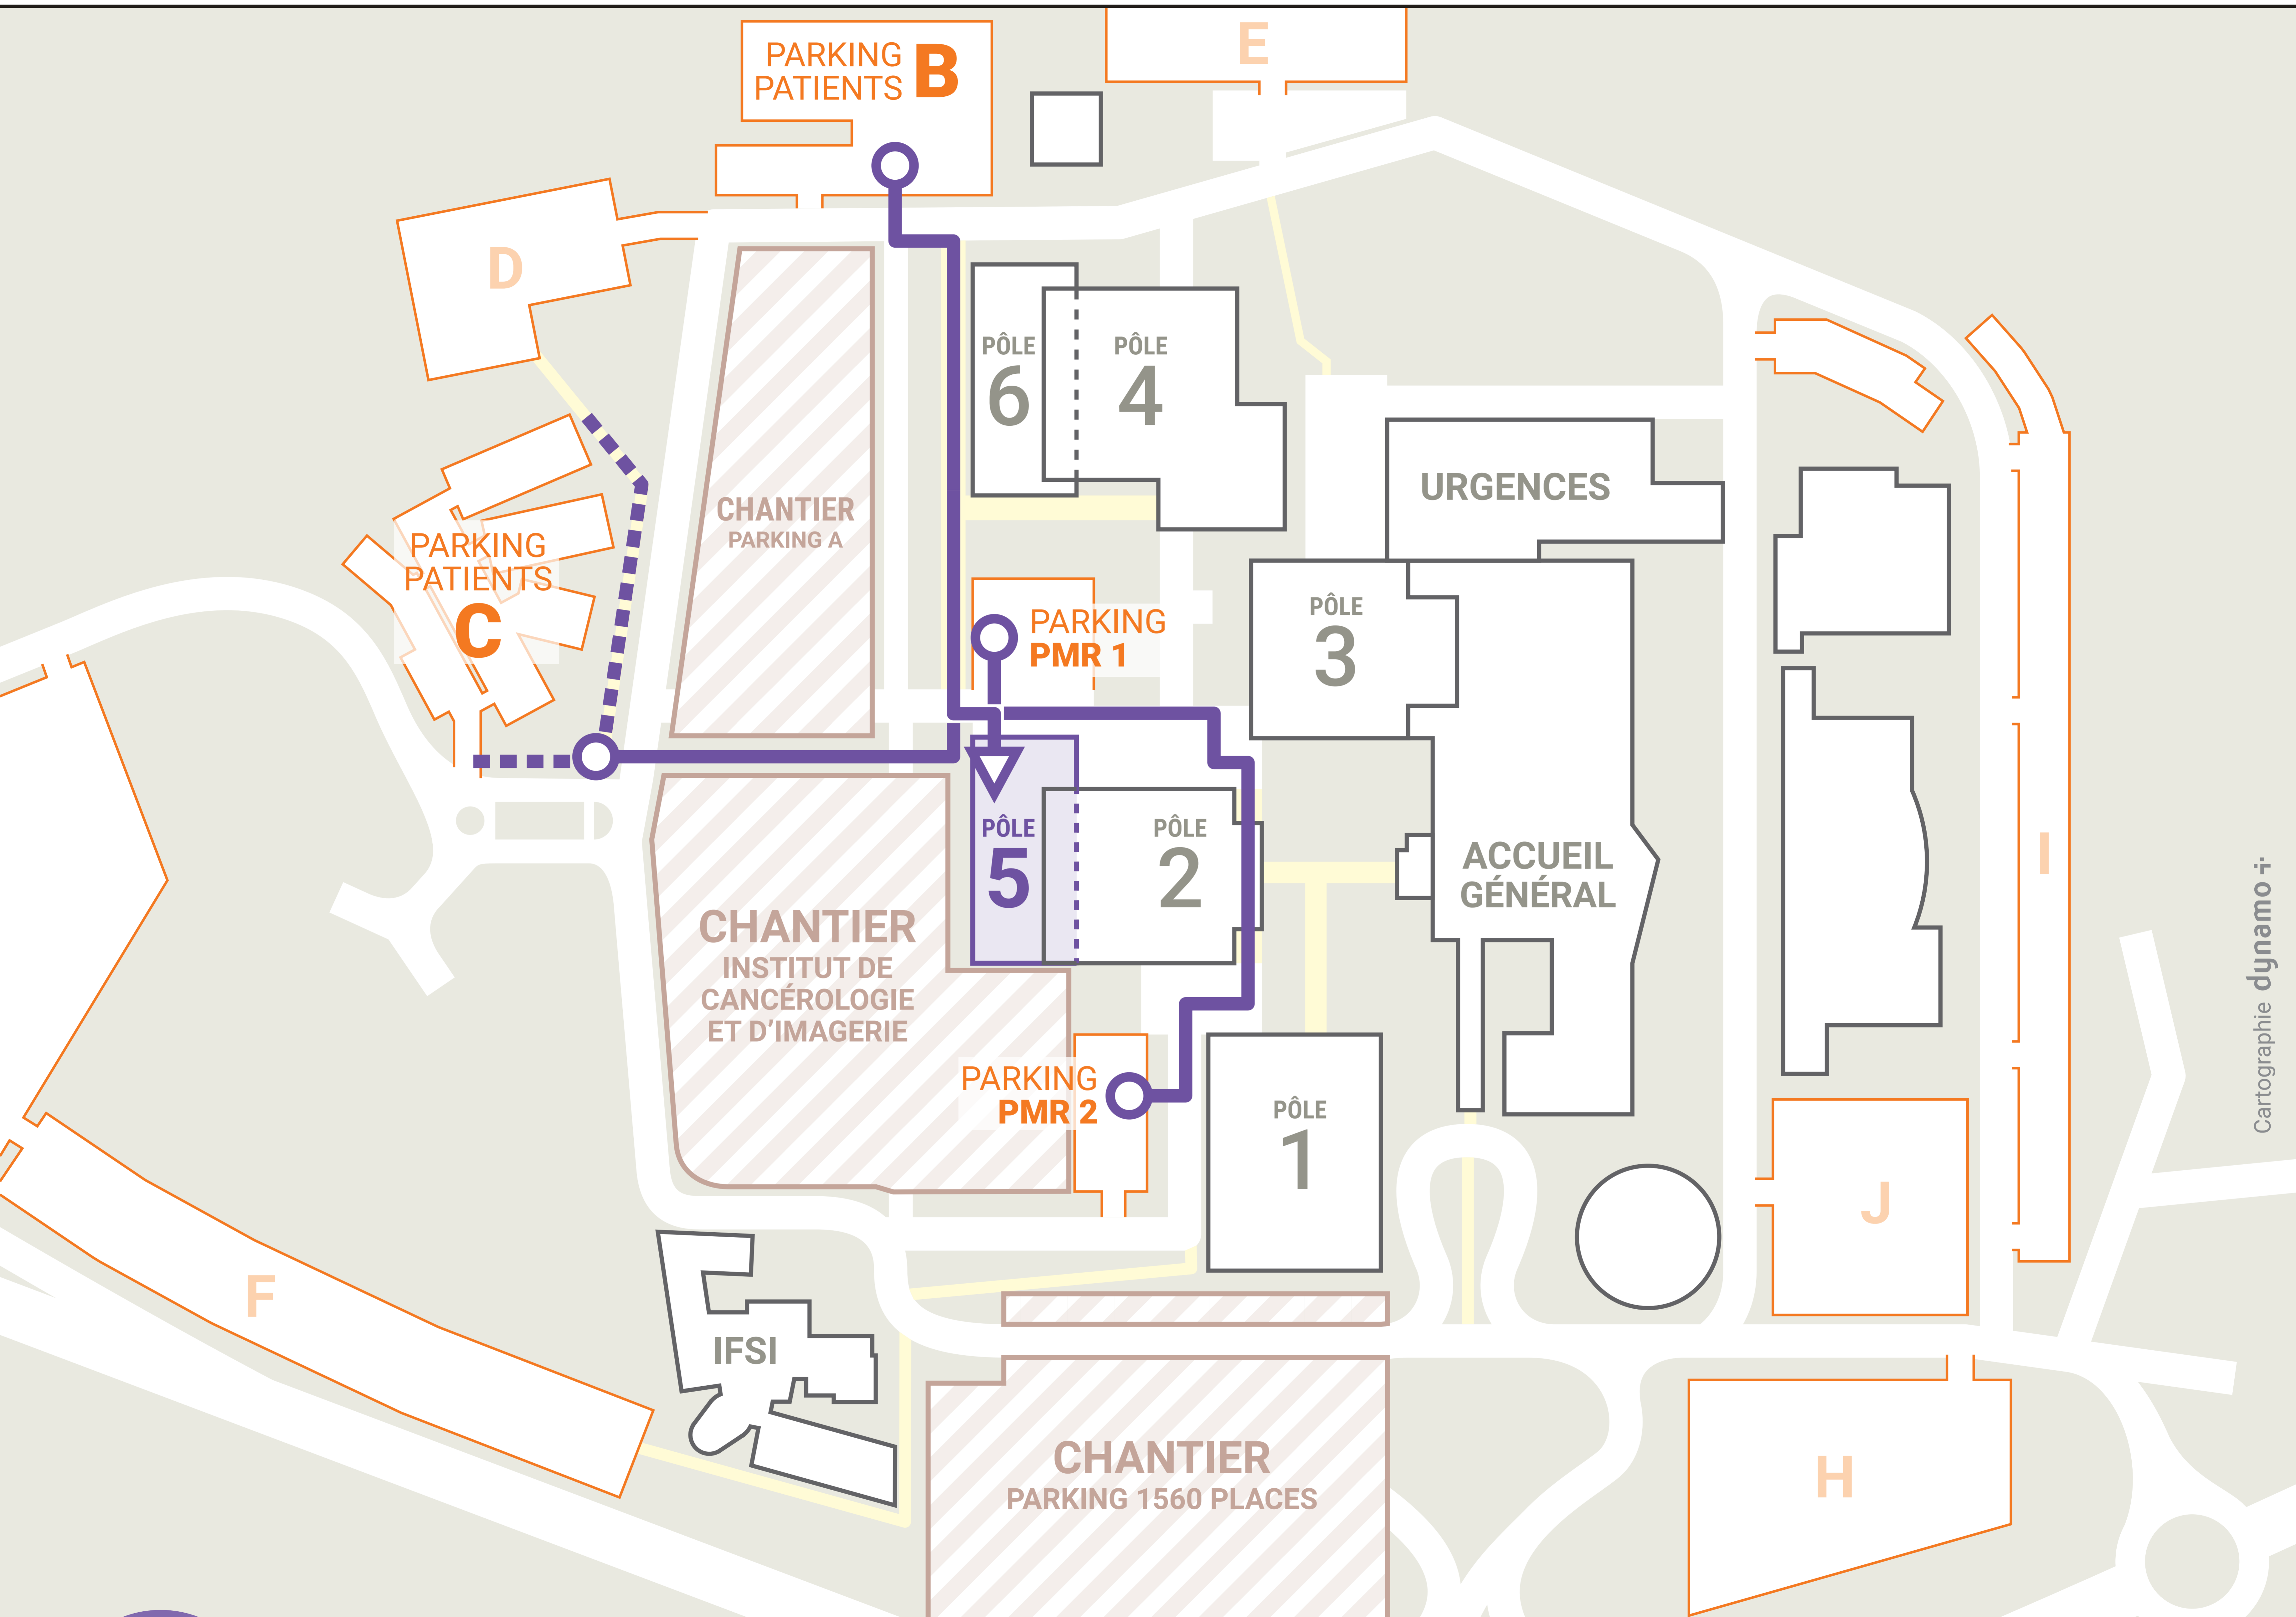 PARKING
PATIENTS B
E
D
PÔLE
6
PÔLE
4
CHANTIER
PARKING A
URGENCES
PARKING
PATIENTS
C
PARKING
PMR 1
PÔLE
3
PÔLE
5
PÔLE
2
ACCUEIL
GÉNÉRAL
I
CHANTIER
INSTITUT DE
CANCÉROLOGIE
ET D'IMAGERIE
PARKING
PMR 2
PÔLE
1
J
F
IFSI
CHANTIER
PARKING 1560 PLACES
H
Cartographie dynamo